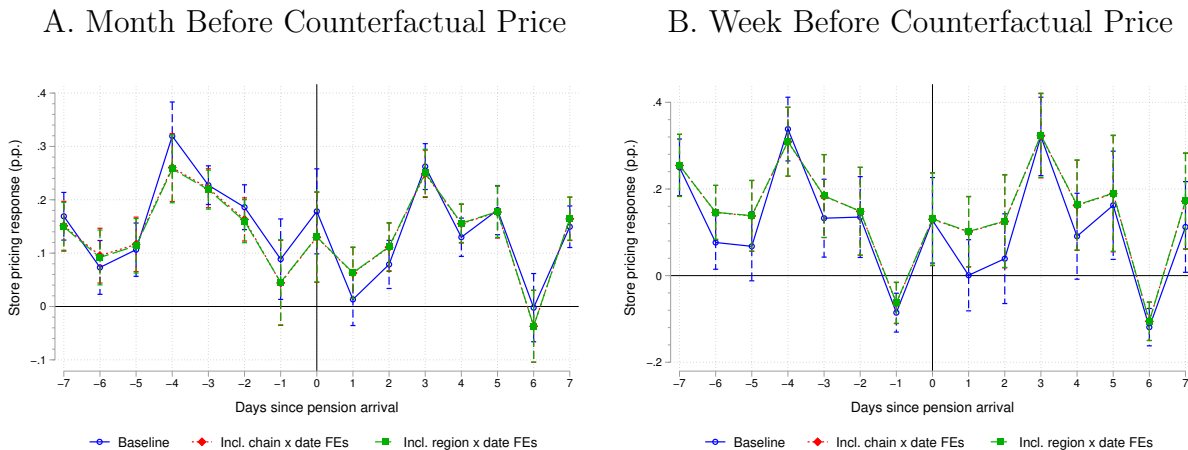 A. Month Before Counterfactual Price
B. Week Before Counterfactual Price
Store pricing response (p.p.)
.4
.3
.2
.1
0
-.1
−7 −6 −5 −4 −3 −2 −1 0 1 2 3 4 5 6 7
Days since pension arrival
Baseline Incl. chain x date FEs Incl. region x date FEs
Store pricing response (p.p.)
.4
.2
0
-.2
−7 −6 −5 −4 −3 −2 −1 0 1 2 3 4 5 6 7
Days since pension arrival
Baseline Incl. chain x date FEs Incl. region x date FEs